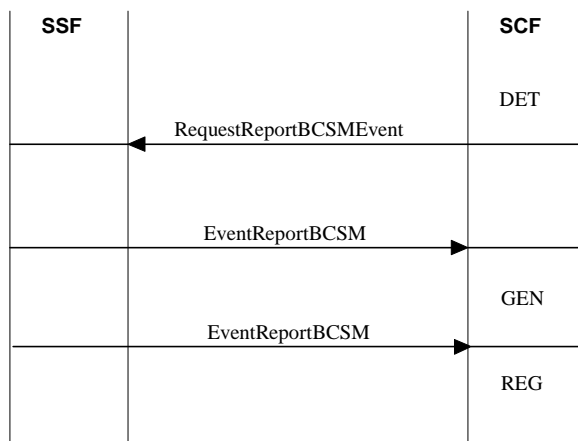 SSF
SCF
DET
RequestReportBCSMEvent
EventReportBCSM
GEN
EventReportBCSM
REG